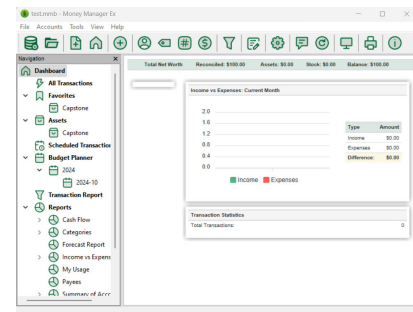 test.mmb - Money Manager Ex
File Accounts Tools View Help
Navigation
Dashboard
All Transactions
Favorites
Capstone
Assets
Capstone
Scheduled Transaction
Budget Planner
2024
2024-10
Transaction Report
Reports
Cash Flow
Categories
Forecast Report
Income vs Expens
My Usage
Payees
Summary of Acco
Total Net Worth Reconciled: $100.00 Assets: $0.00 Stock: $0.00 Balance: $100.00
Income vs Expenses: Current Month
2.0
1.6
1.2
0.8
0.4
0.0
Income Expenses
Type Amount
Income $0.00
Expenses $0.00
Difference: $0.00
Transaction Statistics
Total Transactions: 0